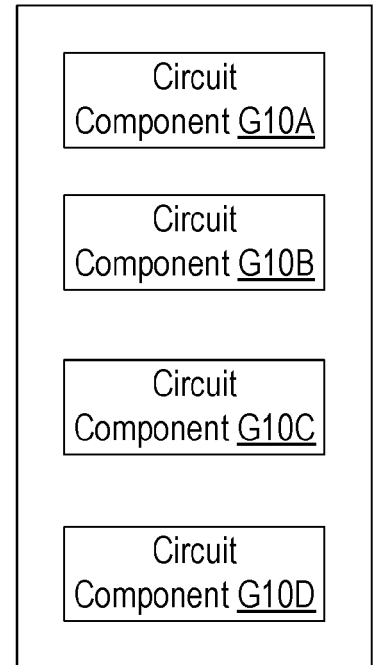 Circuit
Component G10A
Circuit
Component G10B
Circuit
Component G10C
Circuit
Component G10D